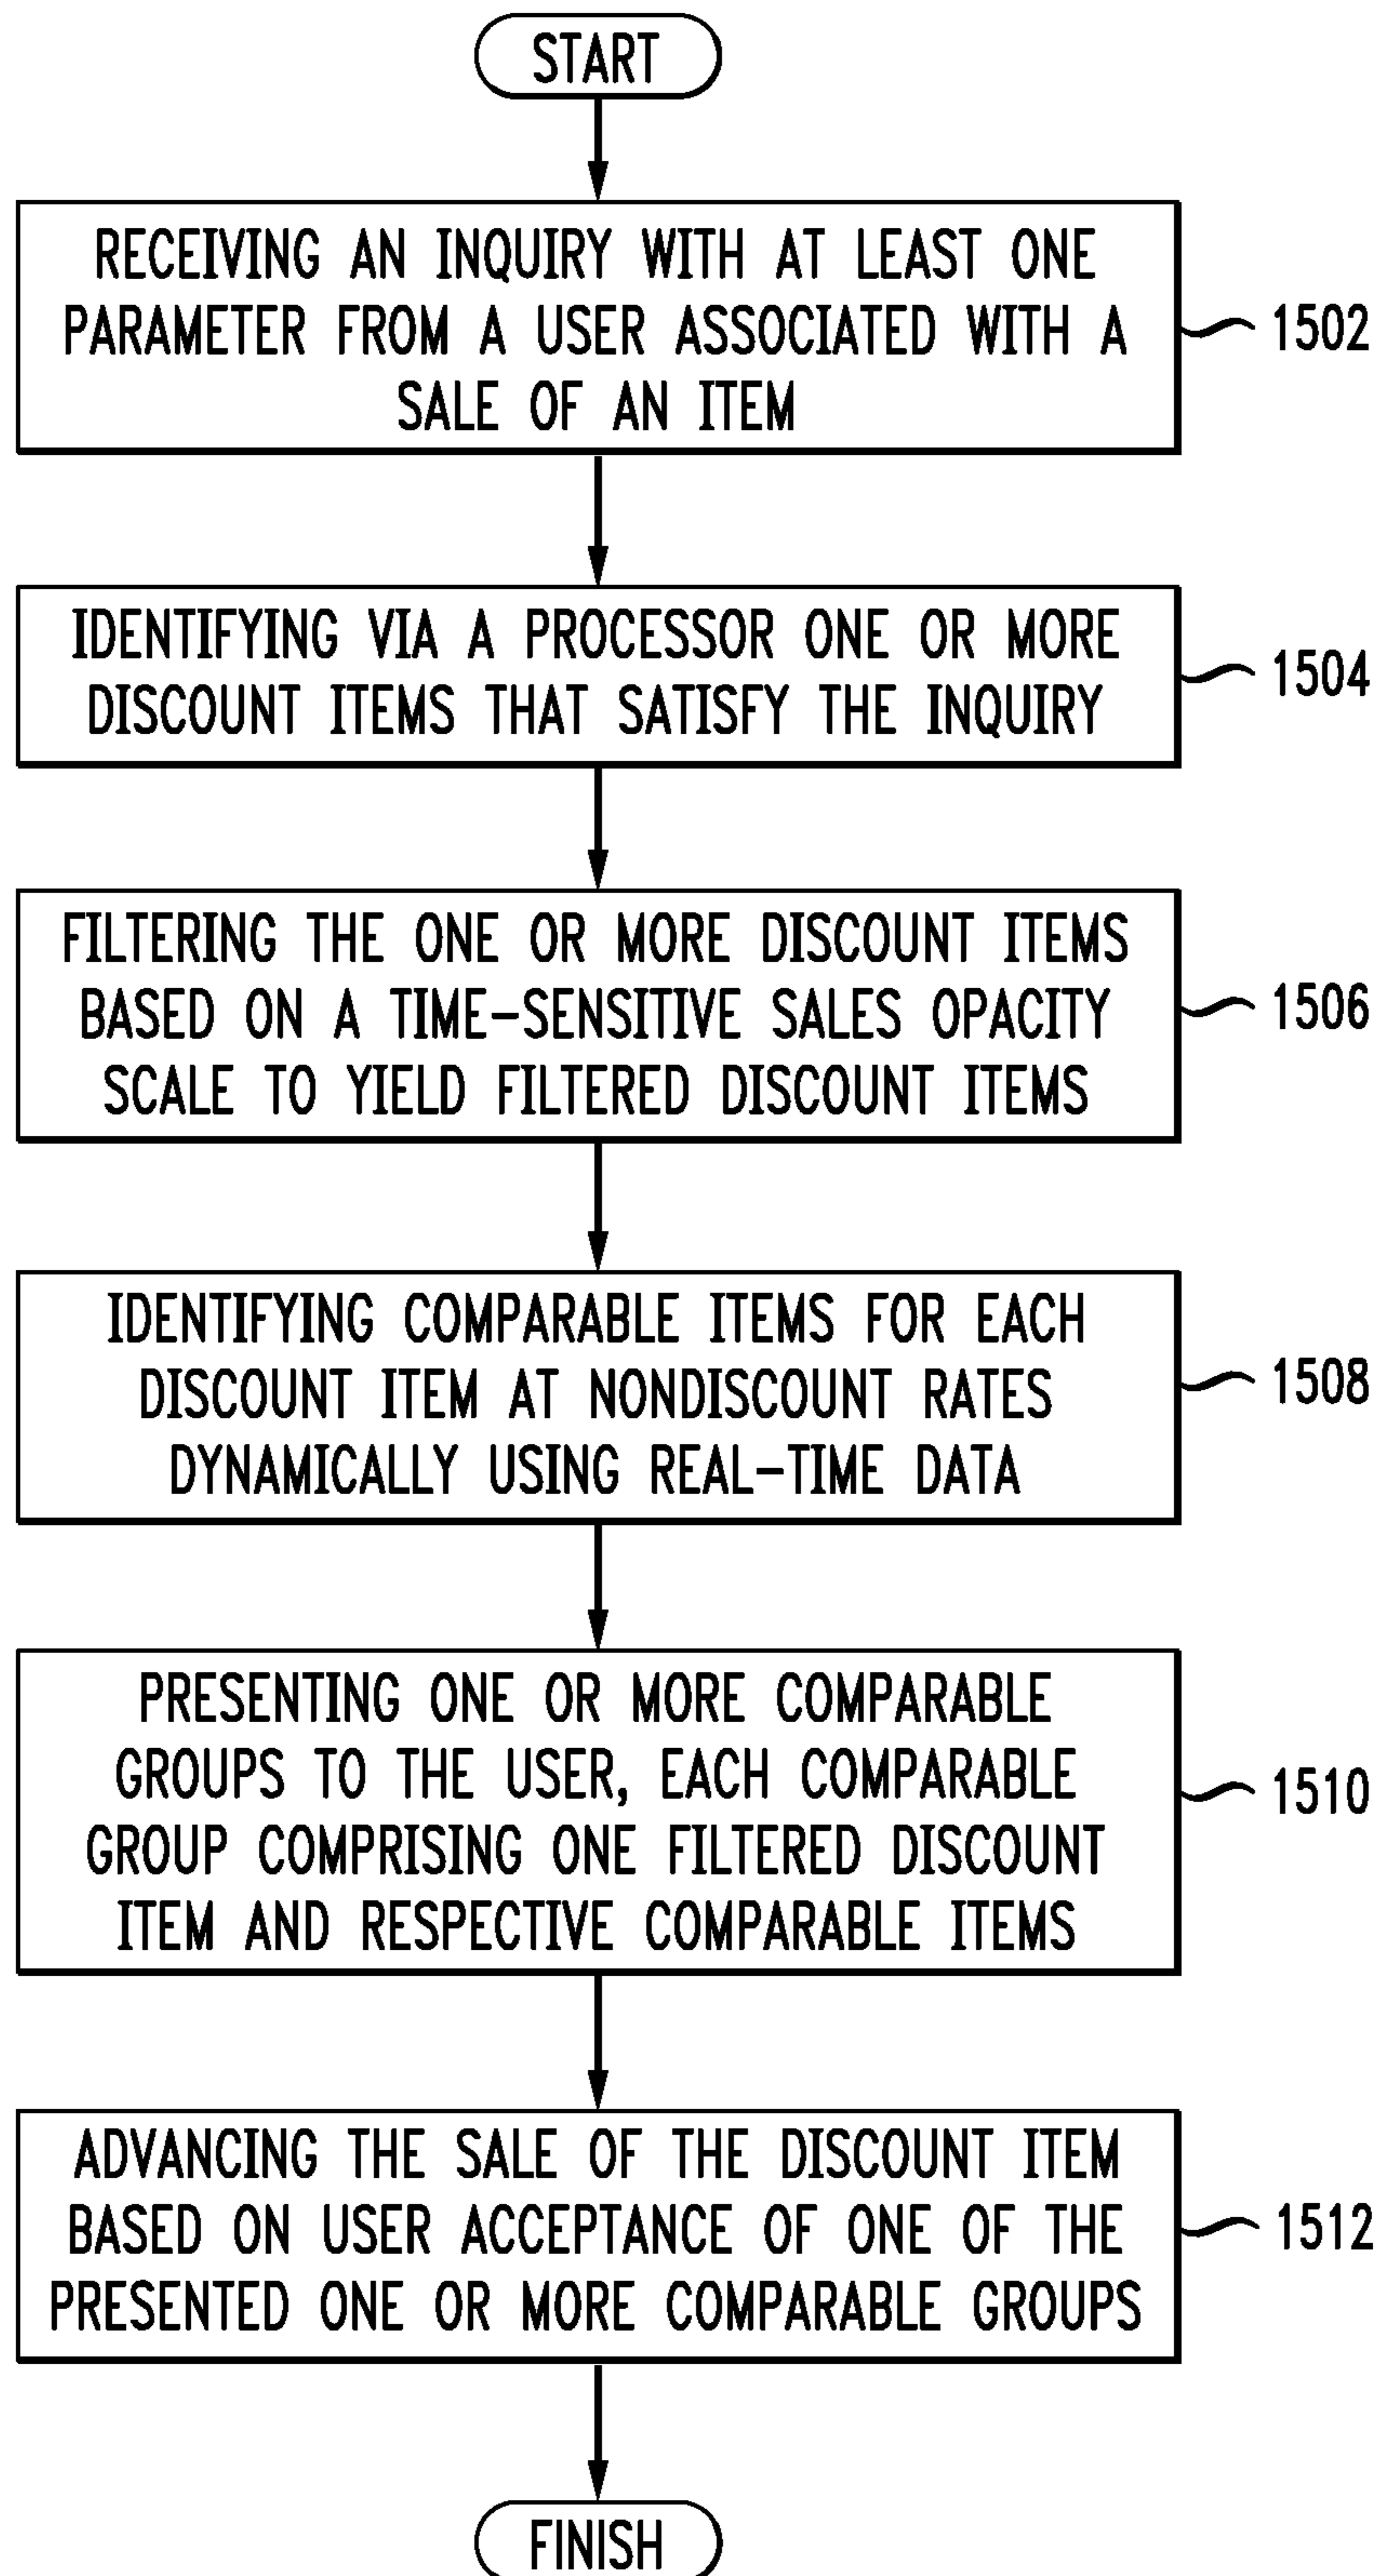 START
RECEIVING AN INQUIRY WITH AT LEAST ONE
PARAMETER FROM A USER ASSOCIATED WITH A
SALE OF AN ITEM
1502
IDENTIFYING VIA A PROCESSOR ONE OR MORE
DISCOUNT ITEMS THAT SATISFY THE INQUIRY
1504
FILTERING THE ONE OR MORE DISCOUNT ITEMS
BASED ON A TIME-SENSITIVE SALES OPACITY
SCALE TO YIELD FILTERED DISCOUNT ITEMS
1506
IDENTIFYING COMPARABLE ITEMS FOR EACH
DISCOUNT ITEM AT NONDISCOUNT RATES
DYNAMICALLY USING REAL-TIME DATA
1508
PRESENTING ONE OR MORE COMPARABLE
GROUPS TO THE USER, EACH COMPARABLE
GROUP COMPRISING ONE FILTERED DISCOUNT
ITEM AND RESPECTIVE COMPARABLE ITEMS
1510
ADVANCING THE SALE OF THE DISCOUNT ITEM
BASED ON USER ACCEPTANCE OF ONE OF THE
PRESENTED ONE OR MORE COMPARABLE GROUPS
1512
FINISH